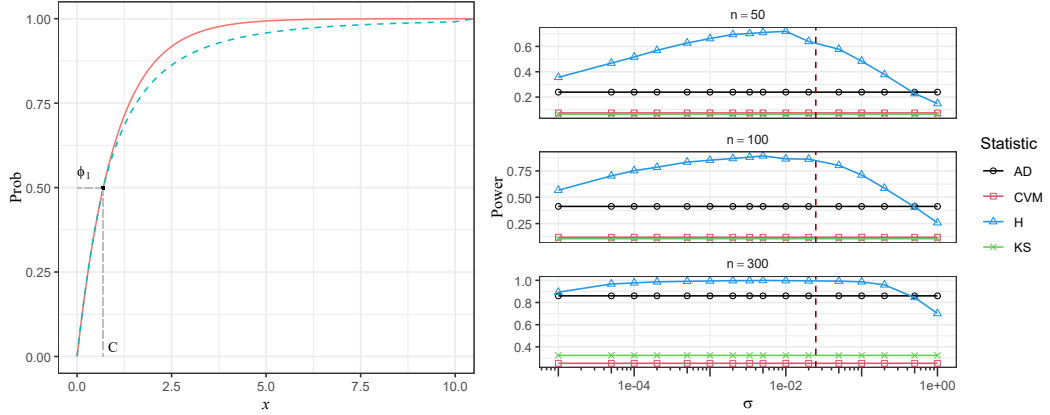 1.00
0.75
Prob
ϕ1
0.50
0.25
0.00
C
0.0
2.5
5.0
7.5
10.0
x
n = 50
0.6
0.4
0.2
n = 100
0.75
0.50
0.25
Power
n = 300
1.0
0.8
0.6
0.4
1e−04
1e−02
1e+00
σ
Statistic
AD
CVM
H
KS